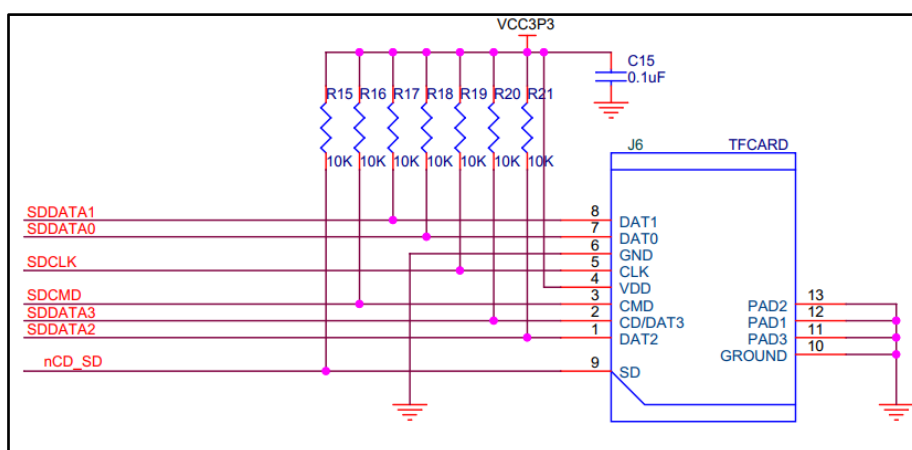 VCC3P3
C15
0.1uF
R15 R16 R17 R18 R19 R20 R21
10K 10K 10K 10K 10K 10K 10K
J6 TFCARD
SDDATA1 8 DAT1
SDDATA0 7 DAT0
6 GND
SDCLK 5 CLK
4 VDD
SDCMD 3 CMD PAD2 13
SDDATA3 2 CD/DAT3 PAD1 12
SDDATA2 1 DAT2 PAD3 11
GROUND 10
nCD_SD 9 SD